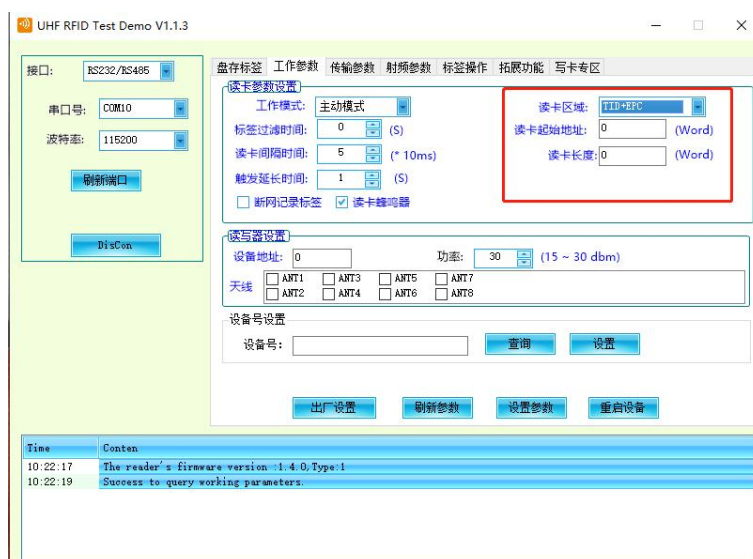 UHF RFID Test Demo V1.1.3
接口: RS232/RS485
串口号: COM10
波特率: 115200
刷新端口
DisCon
盘存标签 工作参数 传输参数 射频参数 标签操作 拓展功能 写卡专区
读卡参数设置
工作模式: 主动模式
标签过滤时间: 0 (S)
读卡间隔时间: 5 (* 10ms)
触发延长时间: 1 (S)
断网记录标签 读卡蜂鸣器
读卡区域: TID+EPC
读卡起始地址: 0 (Word)
读卡长度: 0 (Word)
读写器设置
设备地址: 0 功率: 30 (15 ~ 30 dbm)
天线
ANT1 ANT3 ANT5 ANT7
ANT2 ANT4 ANT6 ANT8
设备号设置
设备号: 查询 设置
出厂设置 刷新参数 设置参数 重启设备
Time Conten
10:22:17 The reader's firmware version :1.4.0,Type:1
10:22:19 Success to query working parameters.